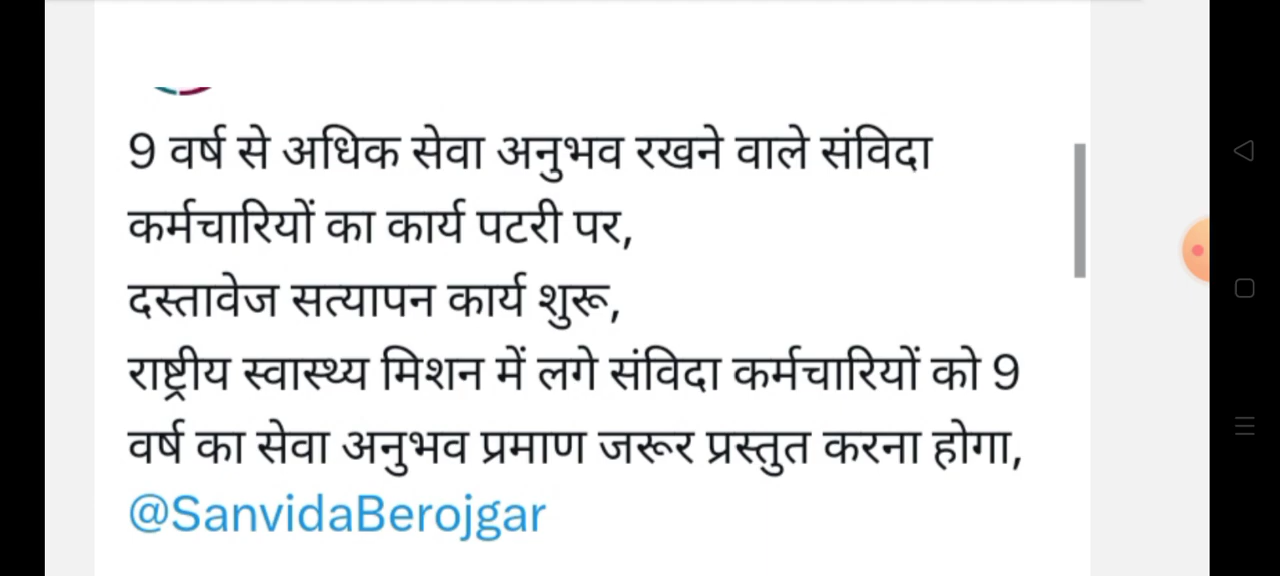 9 वर्ष से अधिक सेवा अनुभव रखने वाले संविदा
कर्मचारियों का कार्य पटरी पर,
दस्तावेज सत्यापन कार्य शुरू,
राष्ट्रीय स्वास्थ्य मिशन में लगे संविदा कर्मचारियों को 9
वर्ष का सेवा अनुभव प्रमाण जरूर प्रस्तुत करना होगा,
@SanvidaBerojgar